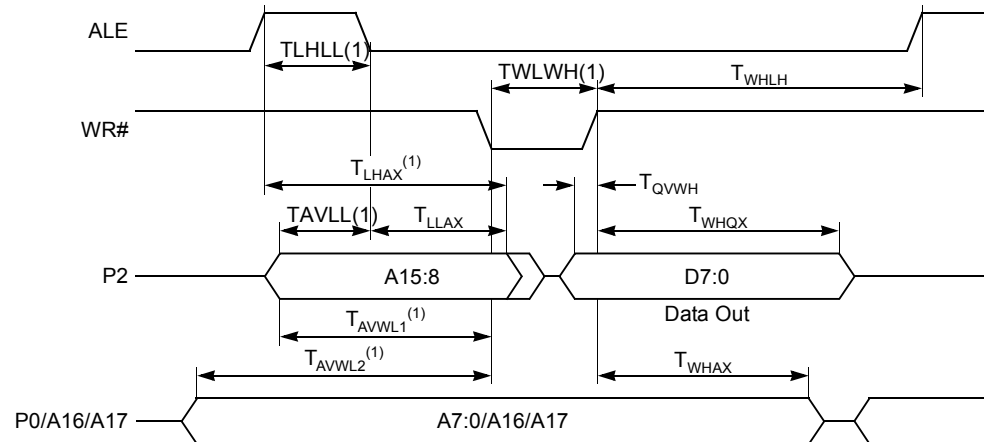 ALE
TLHLL(1)
TWLWH(1)
TWHLH
WR#
TLHAX(1)
TQVWH
TAVLL(1)
TLLAX
TWHQX
P2
A15:8
D7:0
Data Out
TAVWL1(1)
TAVWL2(1)
TWHAX
P0/A16/A17
A7:0/A16/A17